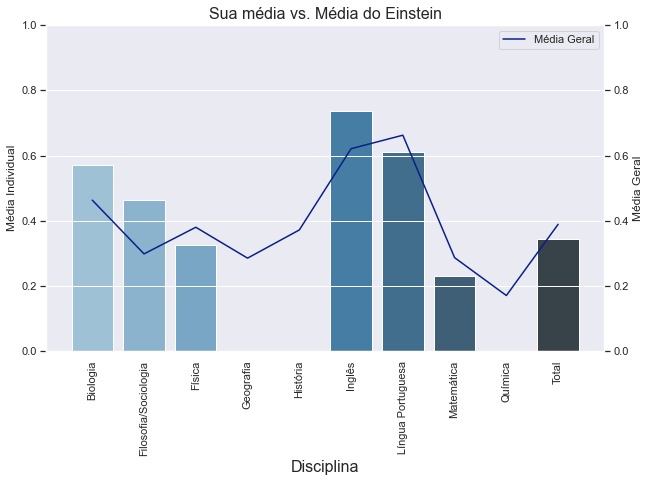 Sua média vs. Média do Einstein
Média Geral
1.0
0.8
0.6
0.4
0.2
0.0
Média Individual
1.0
0.8
0.6
0.4
0.2
0.0
Média Geral
Biologia
Filosofia/Sociologia
Física
Geografia
História
Inglês
Língua Portuguesa
Matemática
Química
Total
Disciplina